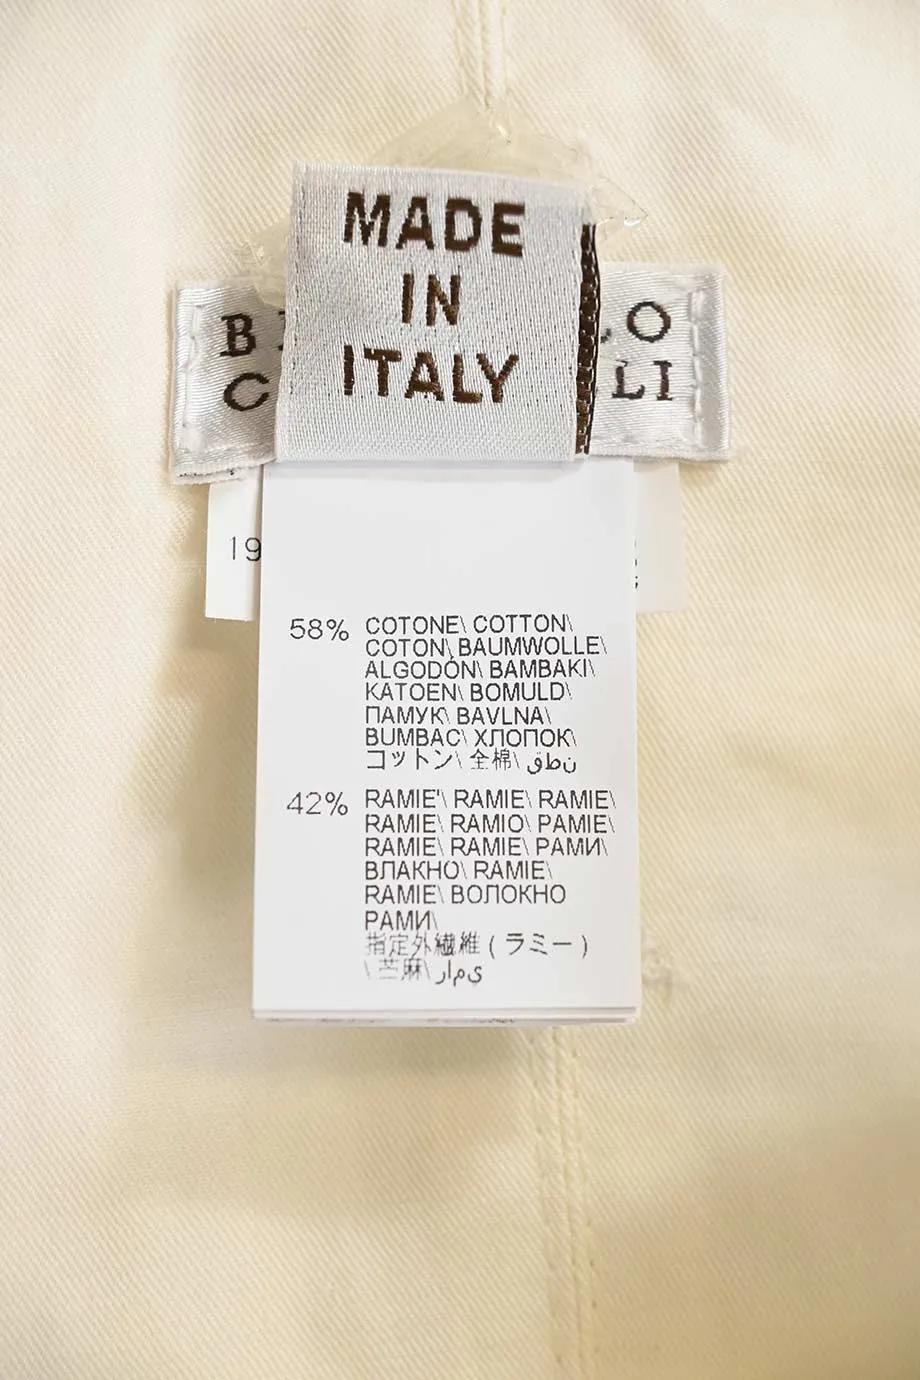 MADE
IN
ITALY
58% COTONE\ COTTON\
COTON\ BAUMWOLLE\
ALGODÓN\ BAMBAKI\
KATOEN\ BOMULD\
ПАМУК\ BAVLNA\
BUMBAC\ ХЛОПОК\
コットン\ 全棉\ قطن
42% RAMIE'\ RAMIE\ RAMIE\
RAMIE\ RAMIO\ PAMIE\
RAMIE\ RAMIE\ РАМИ\
ВЛАКНО\ RAMIE\
RAMIE\ ВОЛОКНО
РАМИ\
指定外繊維 ( ラミー )
\ 苎麻\ رامي